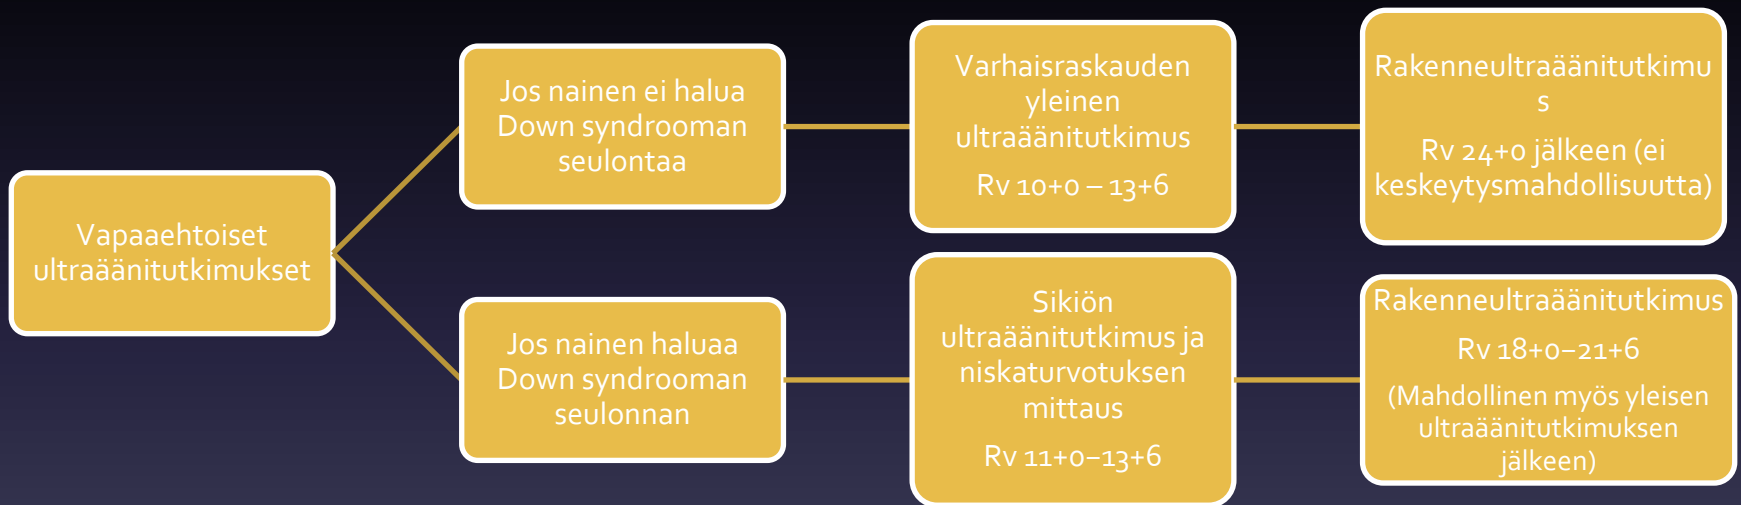 Vapaaehtoiset
ultraäänitutkimukset
Jos nainen ei halua
Down syndrooman
seulontaa
Varhaisraskauden
yleinen
ultraäänitutkimus
Rv 10+0 – 13+6
Rakenneultraäänitutkimu
s
Rv 24+0 jälkeen (ei
keskeytysmahdollisuutta)
Jos nainen haluaa
Down syndrooman
seulonnan
Sikiön
ultraäänitutkimus ja
niskaturvotuksen
mittaus
Rv 11+0–13+6
Rakenneultraäänitutkimus
Rv 18+0–21+6
(Mahdollinen myös yleisen
ultraäänitutkimuksen
jälkeen)